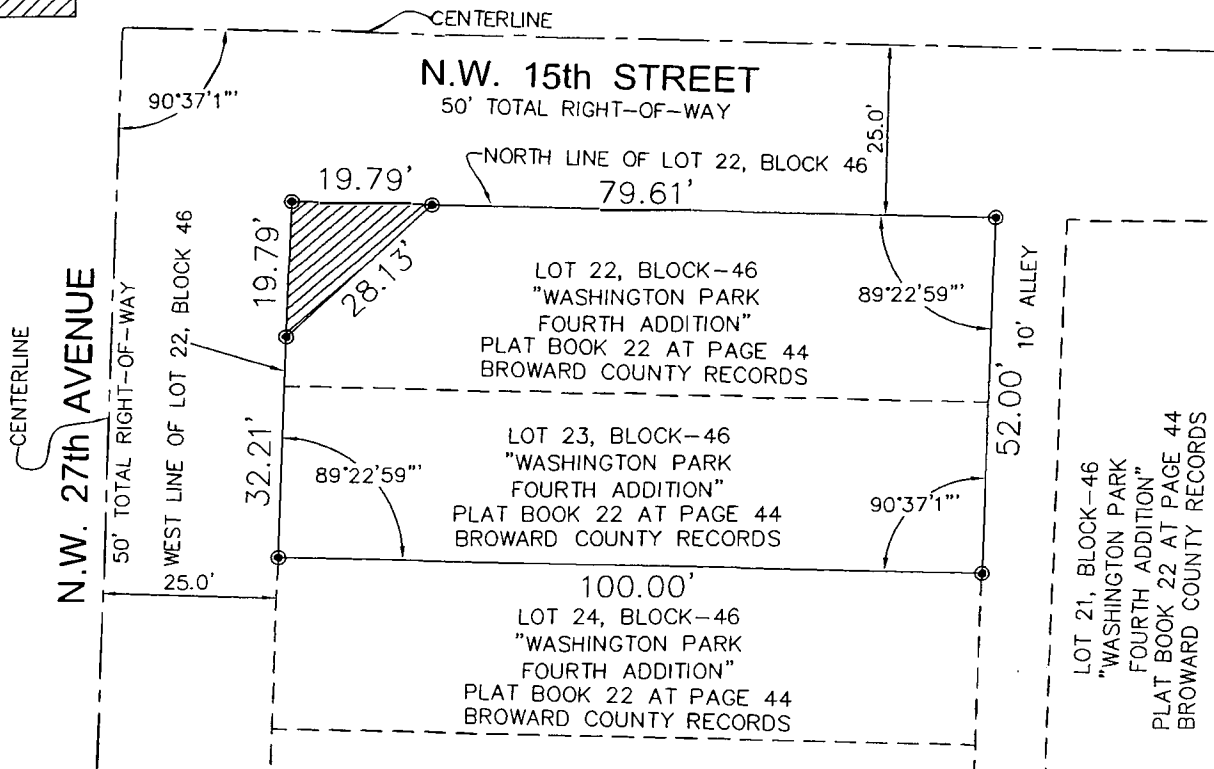 CENTERLINE
N.W. 15th STREET
50' TOTAL RIGHT-OF-WAY
90°37'1"'
25.0'
NORTH LINE OF LOT 22, BLOCK 46
19.79'
79.61'
19.79'
28.13'
LOT 22, BLOCK-46
"WASHINGTON PARK
FOURTH ADDITION"
PLAT BOOK 22 AT PAGE 44
BROWARD COUNTY RECORDS
89°22'59"'
10' ALLEY
52.00'
CENTERLINE
N.W. 27th AVENUE
50' TOTAL RIGHT-OF-WAY
WEST LINE OF LOT 22, BLOCK 46
32.21'
89°22'59"'
LOT 23, BLOCK-46
"WASHINGTON PARK
FOURTH ADDITION"
PLAT BOOK 22 AT PAGE 44
BROWARD COUNTY RECORDS
90°37'1"'
25.0'
100.00'
LOT 24, BLOCK-46
"WASHINGTON PARK
FOURTH ADDITION"
PLAT BOOK 22 AT PAGE 44
BROWARD COUNTY RECORDS
LOT 21, BLOCK-46
"WASHINGTON PARK
FOURTH ADDITION"
PLAT BOOK 22 AT PAGE 44
BROWARD COUNTY RECORDS